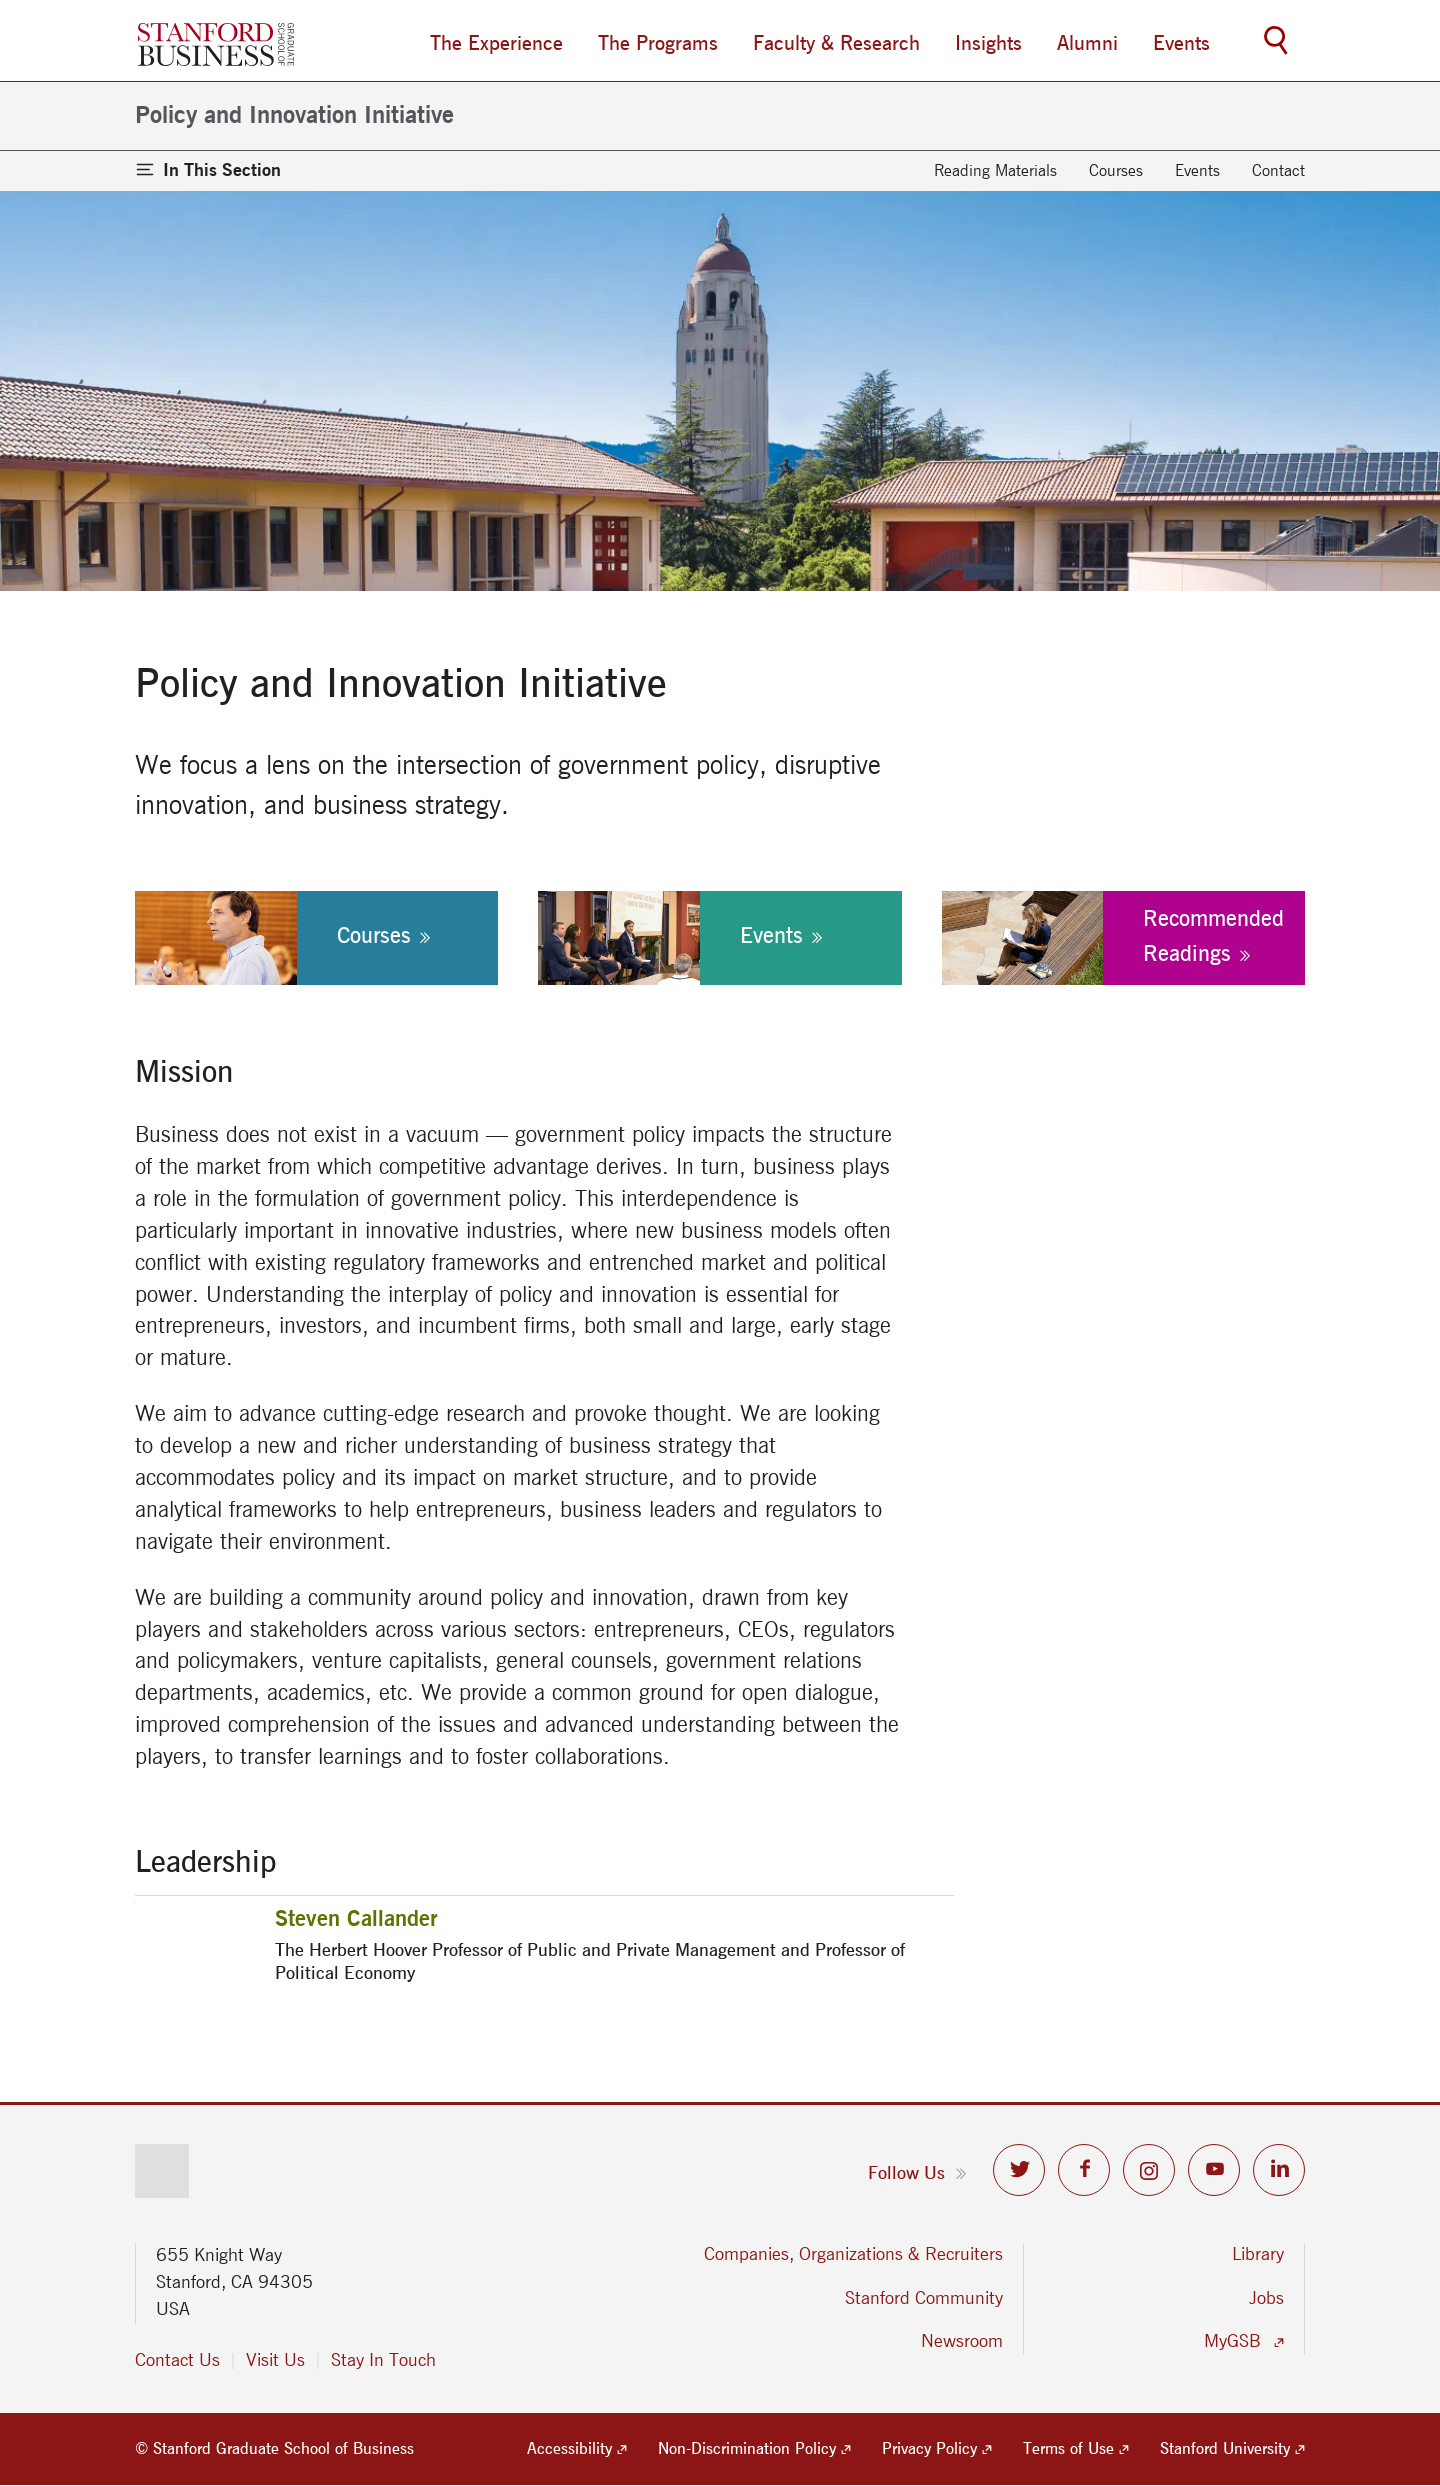 STANFORD
BUSINESS
GRADUATE
SCHOOL OF
The Experience
The Programs
Faculty & Research
Insights
Alumni
Events
Policy and Innovation Initiative
In This Section
Reading Materials
Courses
Events
Contact
Policy and Innovation Initiative
We focus a lens on the intersection of government policy, disruptive
innovation, and business strategy.
Courses »
Events »
Recommended
Readings »
Mission
Business does not exist in a vacuum — government policy impacts the structure
of the market from which competitive advantage derives. In turn, business plays
a role in the formulation of government policy. This interdependence is
particularly important in innovative industries, where new business models often
conflict with existing regulatory frameworks and entrenched market and political
power. Understanding the interplay of policy and innovation is essential for
entrepreneurs, investors, and incumbent firms, both small and large, early stage
or mature.
We aim to advance cutting-edge research and provoke thought. We are looking
to develop a new and richer understanding of business strategy that
accommodates policy and its impact on market structure, and to provide
analytical frameworks to help entrepreneurs, business leaders and regulators to
navigate their environment.
We are building a community around policy and innovation, drawn from key
players and stakeholders across various sectors: entrepreneurs, CEOs, regulators
and policymakers, venture capitalists, general counsels, government relations
departments, academics, etc. We provide a common ground for open dialogue,
improved comprehension of the issues and advanced understanding between the
players, to transfer learnings and to foster collaborations.
Leadership
Steven Callander
The Herbert Hoover Professor of Public and Private Management and Professor of
Political Economy
Follow Us »
655 Knight Way
Stanford, CA 94305
USA
Contact Us | Visit Us | Stay In Touch
Companies, Organizations & Recruiters
Stanford Community
Newsroom
Library
Jobs
MyGSB
© Stanford Graduate School of Business
Accessibility
Non-Discrimination Policy
Privacy Policy
Terms of Use
Stanford University